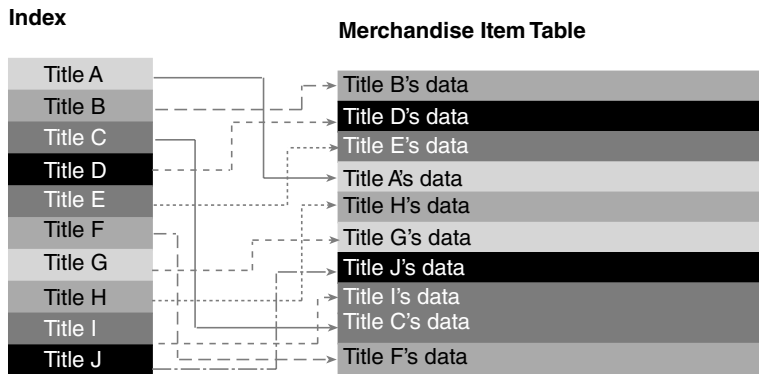 Index
Title A
Title B
Title C
Title D
Title E
Title F
Title G
Title H
Title I
Title J
Merchandise Item Table
Title B’s data
Title D’s data
Title E’s data
Title A’s data
Title H’s data
Title G’s data
Title J’s data
Title I’s data
Title C’s data
Title F’s data